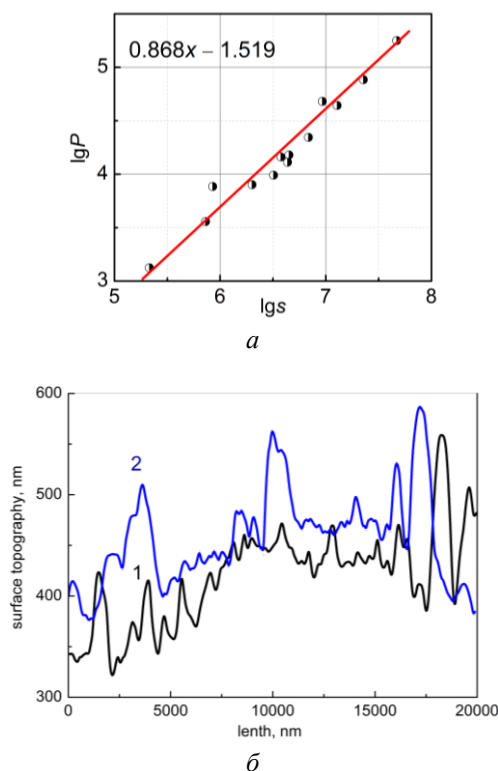 0.868x – 1.519
5
4
3
lgP
5 6 7 8
lgs
а
600
500
400
300
surface topography, nm
2
1
0 5000 10000 15000 20000
lenth, nm
б